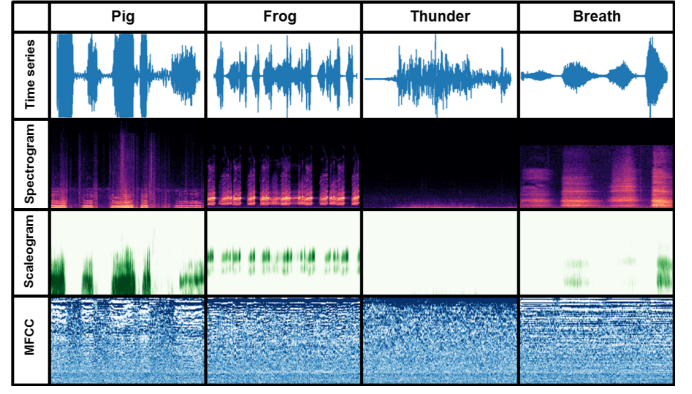 Pig Frog Thunder Breath
Time series
Spectrogram
Scaleogram
MFCC